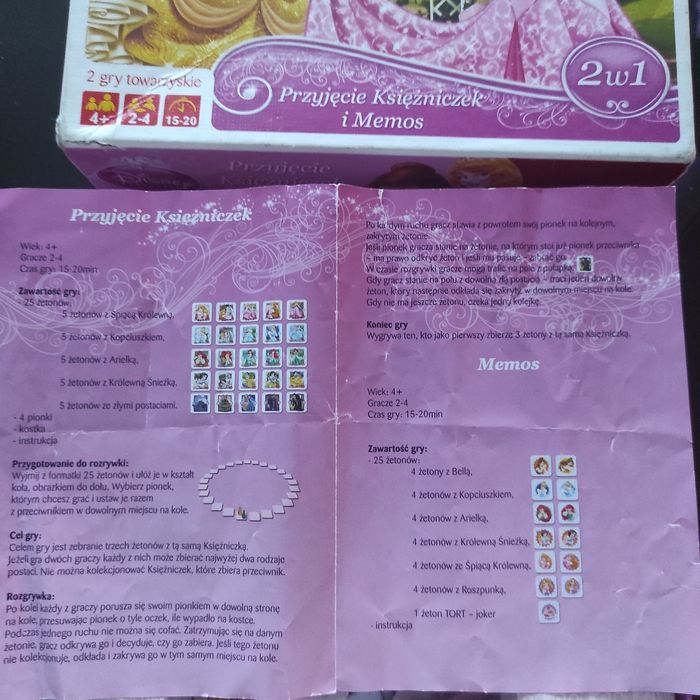 2 gry towarzyskie
4+
2-4
15-20
Przyjęcie Księżniczek
i Memos
2w1
Disney
Przyjęcie
Przyjęcie Księżniczek
Wiek: 4+
Gracze 2-4
Czas gry: 15-20min
Zawartość gry:
- 25 żetonów:
5 żetonów z Śpiącą Królewną,
5 żetonów z Kopciuszkiem,
5 żetonów z Arielką,
5 żetonów z Królewną Śnieżką,
5 żetonów ze złymi postaciami.
- 4 pionki
- kostka
- instrukcja
Przygotowanie do rozrywki:
Wyjmij z formatki 25 żetonów i ułóż je w kształt
koła, obrazkiem do dołu. Wybierz pionek,
którym chcesz grać i ustaw je razem
z przeciwnikiem w dowolnym miejscu na kole.
Cel gry:
Celem gry jest zebranie trzech żetonów z tą samą Księżniczką.
Jeżeli gra dwóch graczy każdy z nich może zbierać najwyżej dwa rodzaje
postaci. Nie można kolekcjonować Księżniczek, które zbiera przeciwnik.
Rozgrywka:
Po kolei każdy z graczy porusza się swoim pionkiem w dowolną stronę
na kole, przesuwając pionek o tyle oczek, ile wypadło na kostce.
Podczas jednego ruchu nie można się cofać. Zatrzymując się na danym
żetonie, gracz odkrywa go i decyduje, czy go zabiera. Jeśli tego żetonu
nie kolekcjonuje, odkłada i zakrywa go w tym samym miejscu na kole.
Po każdym ruchu gracz stawia z powrotem swój pionek na kolejnym,
zakrytym żetonie.
Jeśli pionek gracza stanie na żetonie, na którym stoi już pionek przeciwnika
- ma prawo odkryć żeton i jeśli mu pasuje - zabrać go.
W czasie rozgrywki gracze mogą trafić na pole z pułapką:
Gdy gracz stanie na polu z dowolną złą postacią - traci jeden dowolny
żeton, który następnie odkłada się zakryty, w dowolnym miejscu na kole.
Gdy nie ma jeszcze żetonu, czeka jedną kolejkę.
Koniec gry
Wygrywa ten, kto jako pierwszy zbierze 3 żetony z tą samą Księżniczką.
Memos
Wiek: 4+
Gracze 2-4
Czas gry: 15-20min
Zawartość gry:
- 25 żetonów:
4 żetony z Bellą,
4 żetonów z Kopciuszkiem,
4 żetonów z Arielką,
4 żetonów z Królewną Śnieżką,
4 żetonów ze Śpiącą Królewną,
4 żetonów z Roszpunką,
1 żeton TORT – joker
- instrukcja